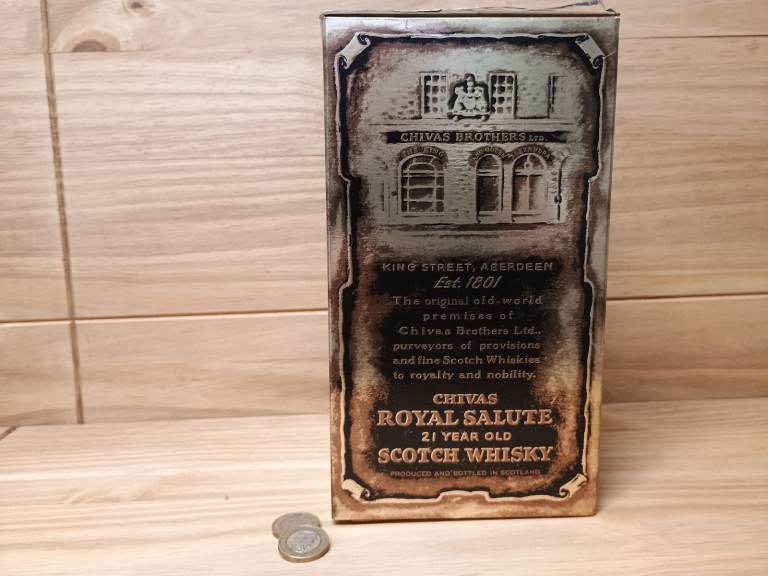 CHIVAS BROTHERS LTD.
KING STREET, ABERDEEN
Est. 1801
The original old-world
premises of
Chivas Brothers Ltd.,
purveyors of provisions
and fine Scotch Whiskies
to royalty and nobility.
CHIVAS
ROYAL SALUTE
21 YEAR OLD
SCOTCH WHISKY
PRODUCED AND BOTTLED IN SCOTLAND